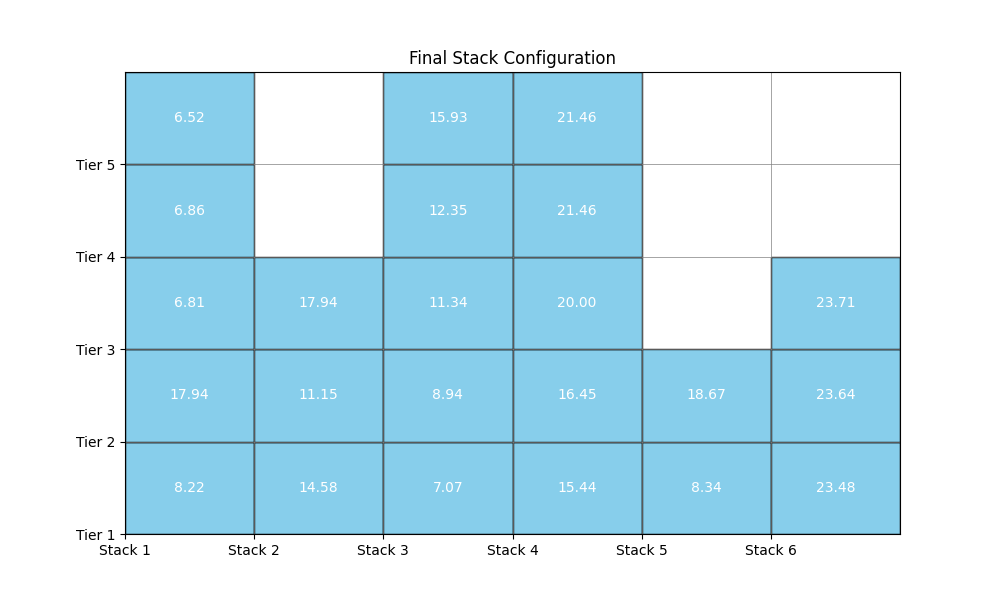 Final Stack Configuration
6.52 15.93 21.46
Tier 5
6.86 12.35 21.46
Tier 4
6.81 17.94 11.34 20.00 23.71
Tier 3
17.94 11.15 8.94 16.45 18.67 23.64
Tier 2
8.22 14.58 7.07 15.44 8.34 23.48
Tier 1
Stack 1 Stack 2 Stack 3 Stack 4 Stack 5 Stack 6